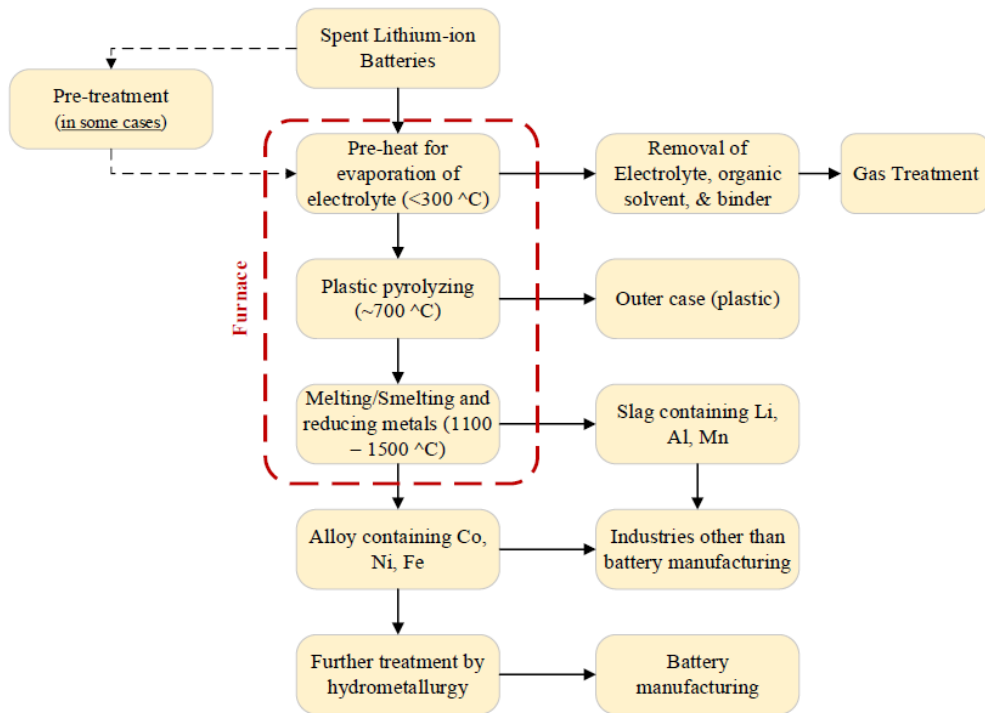 Spent Lithium-ion
Batteries
Pre-treatment
(in some cases)
Furnace
Pre-heat for
evaporation of
electrolyte (<300 ^C)
Removal of
Electrolyte, organic
solvent, & binder
Gas Treatment
Plastic pyrolyzing
(~700 ^C)
Outer case (plastic)
Melting/Smelting and
reducing metals (1100
– 1500 ^C)
Slag containing Li,
Al, Mn
Alloy containing Co,
Ni, Fe
Industries other than
battery manufacturing
Further treatment by
hydrometallurgy
Battery
manufacturing